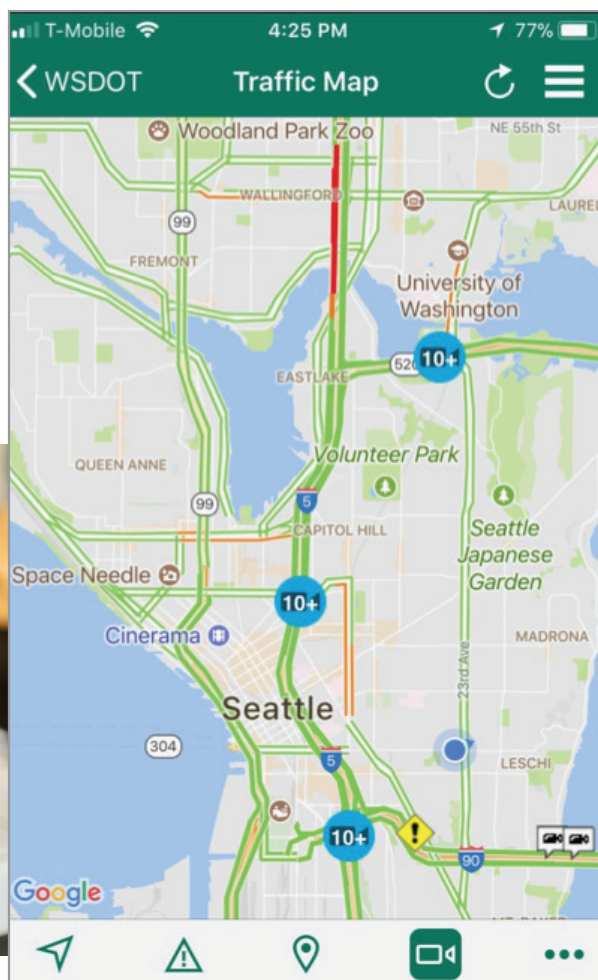 T-Mobile 4:25 PM 77%
WSDOT Traffic Map
Woodland Park Zoo
NE 55th St
WALLINGFORD
LAUREL
99
FREMONT
University of
Washington
10+
520
EASTLAKE
Volunteer Park
QUEEN ANNE
99
5
CAPITOL HILL
Seattle
Japanese
Garden
Space Needle
10+
Cinerama
MADRONA
23rd Ave
Seattle
304
5
LESCHI
10+
90
Google